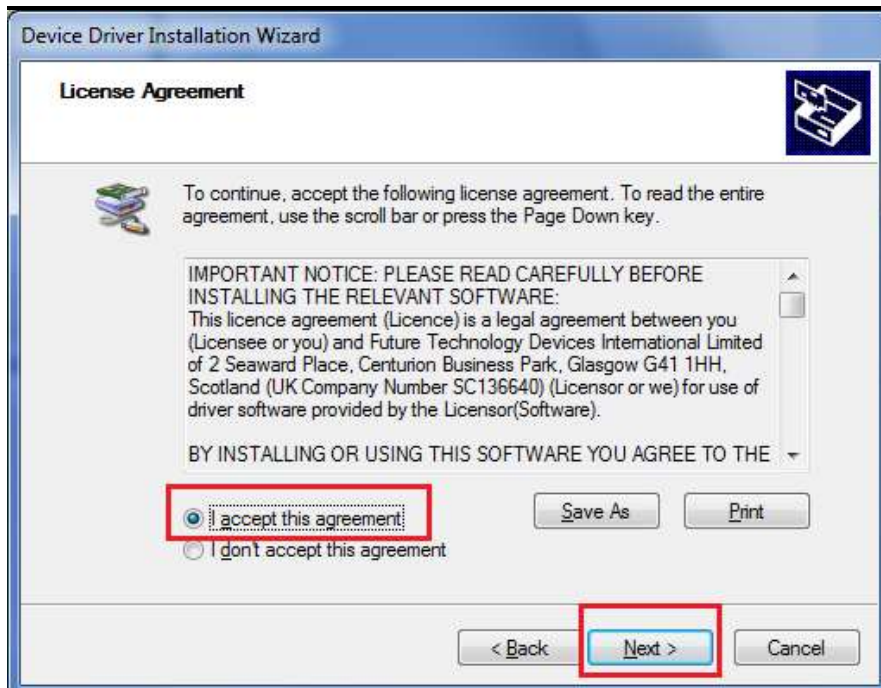 Device Driver Installation Wizard
License Agreement
To continue, accept the following license agreement. To read the entire
agreement, use the scroll bar or press the Page Down key.
IMPORTANT NOTICE: PLEASE READ CAREFULLY BEFORE
INSTALLING THE RELEVANT SOFTWARE:
This licence agreement (Licence) is a legal agreement between you
(Licensee or you) and Future Technology Devices International Limited
of 2 Seaward Place, Centurion Business Park, Glasgow G41 1HH,
Scotland (UK Company Number SC136640) (Licensor or we) for use of
driver software provided by the Licensor(Software).
BY INSTALLING OR USING THIS SOFTWARE YOU AGREE TO THE
I accept this agreement
Save As
Print
I don't accept this agreement
< Back
Next >
Cancel